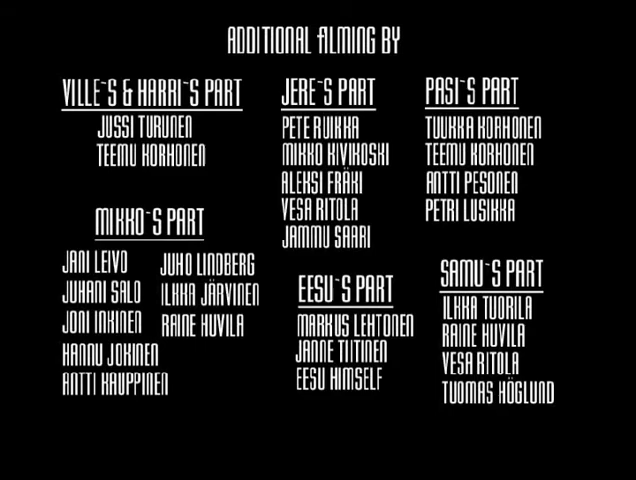 ADDITIONAL FILMING BY
VILLE`S & HARRI`S PART
JUSSI TURUNEN
TEEMU KORHONEN
JERE`S PART
PETE RUIKKA
MIKKO KIVIKOSKI
ALEKSI FRÄKI
VESA RITOLA
JAMMU SAARI
PASI`S PART
TUUKKA KORHONEN
TEEMU KORHONEN
ANTTI PESONEN
PETRI LUSIKKA
MIKKO`S PART
JANI LEIVO
JUHANI SALO
JONI INKINEN
HANNU JOKINEN
ANTTI KAUPPINEN
JUHO LINDBERG
ILKKA JÄRVINEN
RAINE HUVILA
EESU`S PART
MARKUS LEHTONEN
JANNE TIITINEN
EESU HIMSELF
SAMU`S PART
ILKKA TUORILA
RAINE HUVILA
VESA RITOLA
TUOMAS HÖGLUND